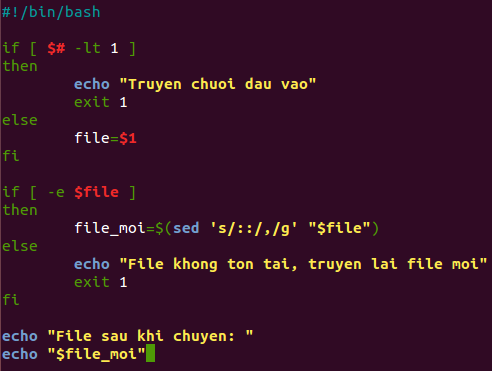 #!/bin/bash
if [ $# -lt 1 ]
then
echo "Truyen chuoi dau vao"
exit 1
else
file=$1
fi
if [ -e $file ]
then
file_moi=$(sed 's/::/,/g' "$file")
else
echo "File khong ton tai, truyen lai file moi"
exit 1
fi
echo "File sau khi chuyen: "
echo "$file_moi"